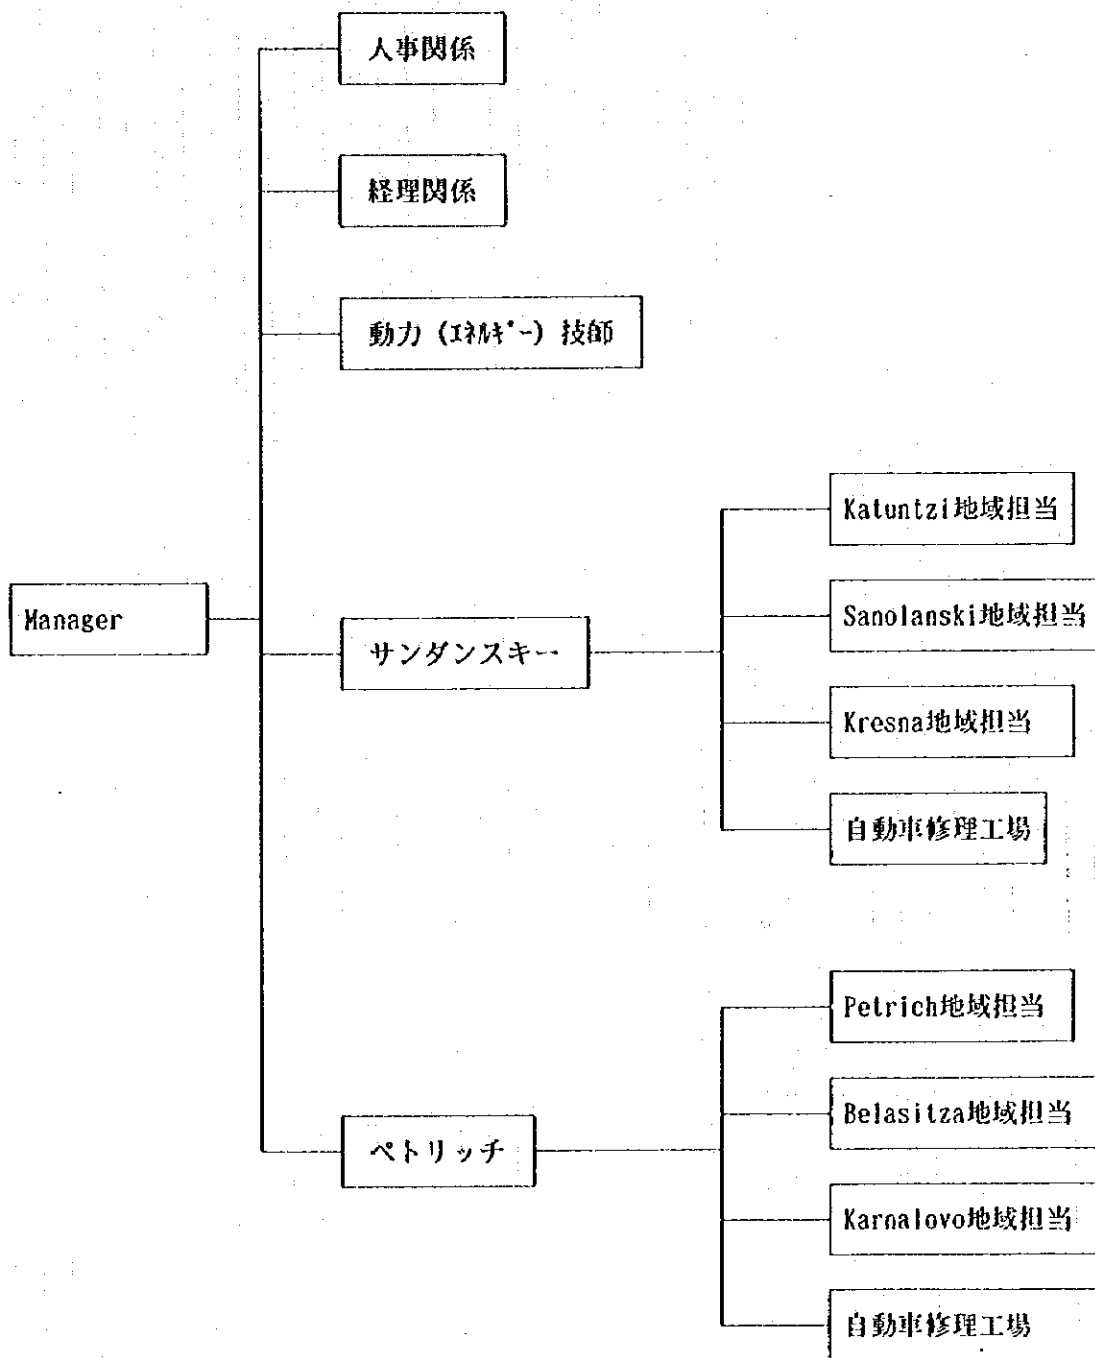 人事関係
経理関係
動力 (ｴﾈﾙｷﾞｰ) 技師
Katuntzi地域担当
Manager
Sanolanski地域担当
サンダンスキー
Kresna地域担当
自動車修理工場
Petrich地域担当
Belasitza地域担当
ペトリッチ
Karnalovo地域担当
自動車修理工場